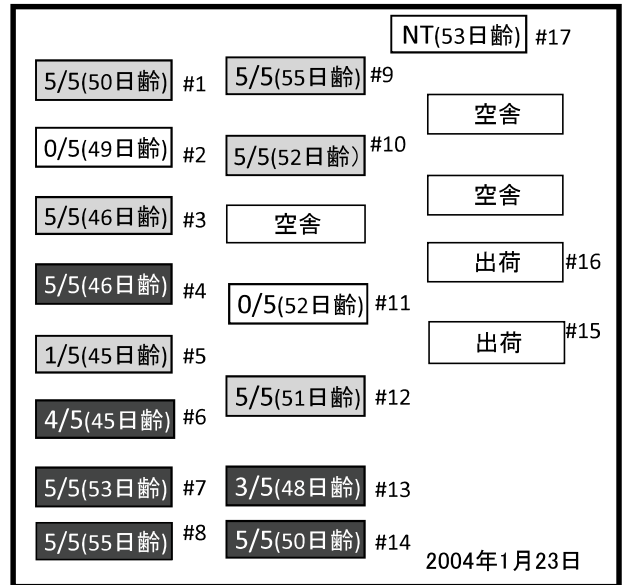 NT(53日齢) #17
5/5(50日齢) #1
0/5(49日齢) #2
5/5(46日齢) #3
5/5(46日齢) #4
1/5(45日齢) #5
4/5(45日齢) #6
5/5(53日齢) #7
5/5(55日齢) #8
5/5(55日齢) #9
5/5(52日齢) #10
空舎
0/5(52日齢) #11
5/5(51日齢) #12
3/5(48日齢) #13
5/5(50日齢) #14
空舎
空舎
出荷 #16
出荷 #15
2004年1月23日